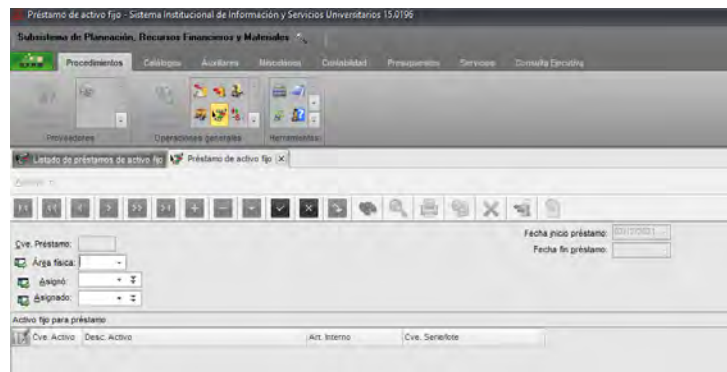 Préstamo de activo fijo - Sistema Institucional de Información y Servicios Universitarios 15.0196
Subsistema de Planeación, Recursos Financieros y Materiales
Procedimientos Catálogos Auxiliares Contabilidad Presupuestos Servicios Consulta Ejecutiva
Proveedores Operaciones generales Herramientas
Listado de préstamos de activo fijo Préstamo de activo fijo
Fecha inicio préstamo:
Cve. Préstamo: Fecha fin préstamo:
Área física:
Asignó:
Asignado:
Activo fijo para préstamo
Cve. Activo Desc. Activo Art. Interno Cve. Serie/lote